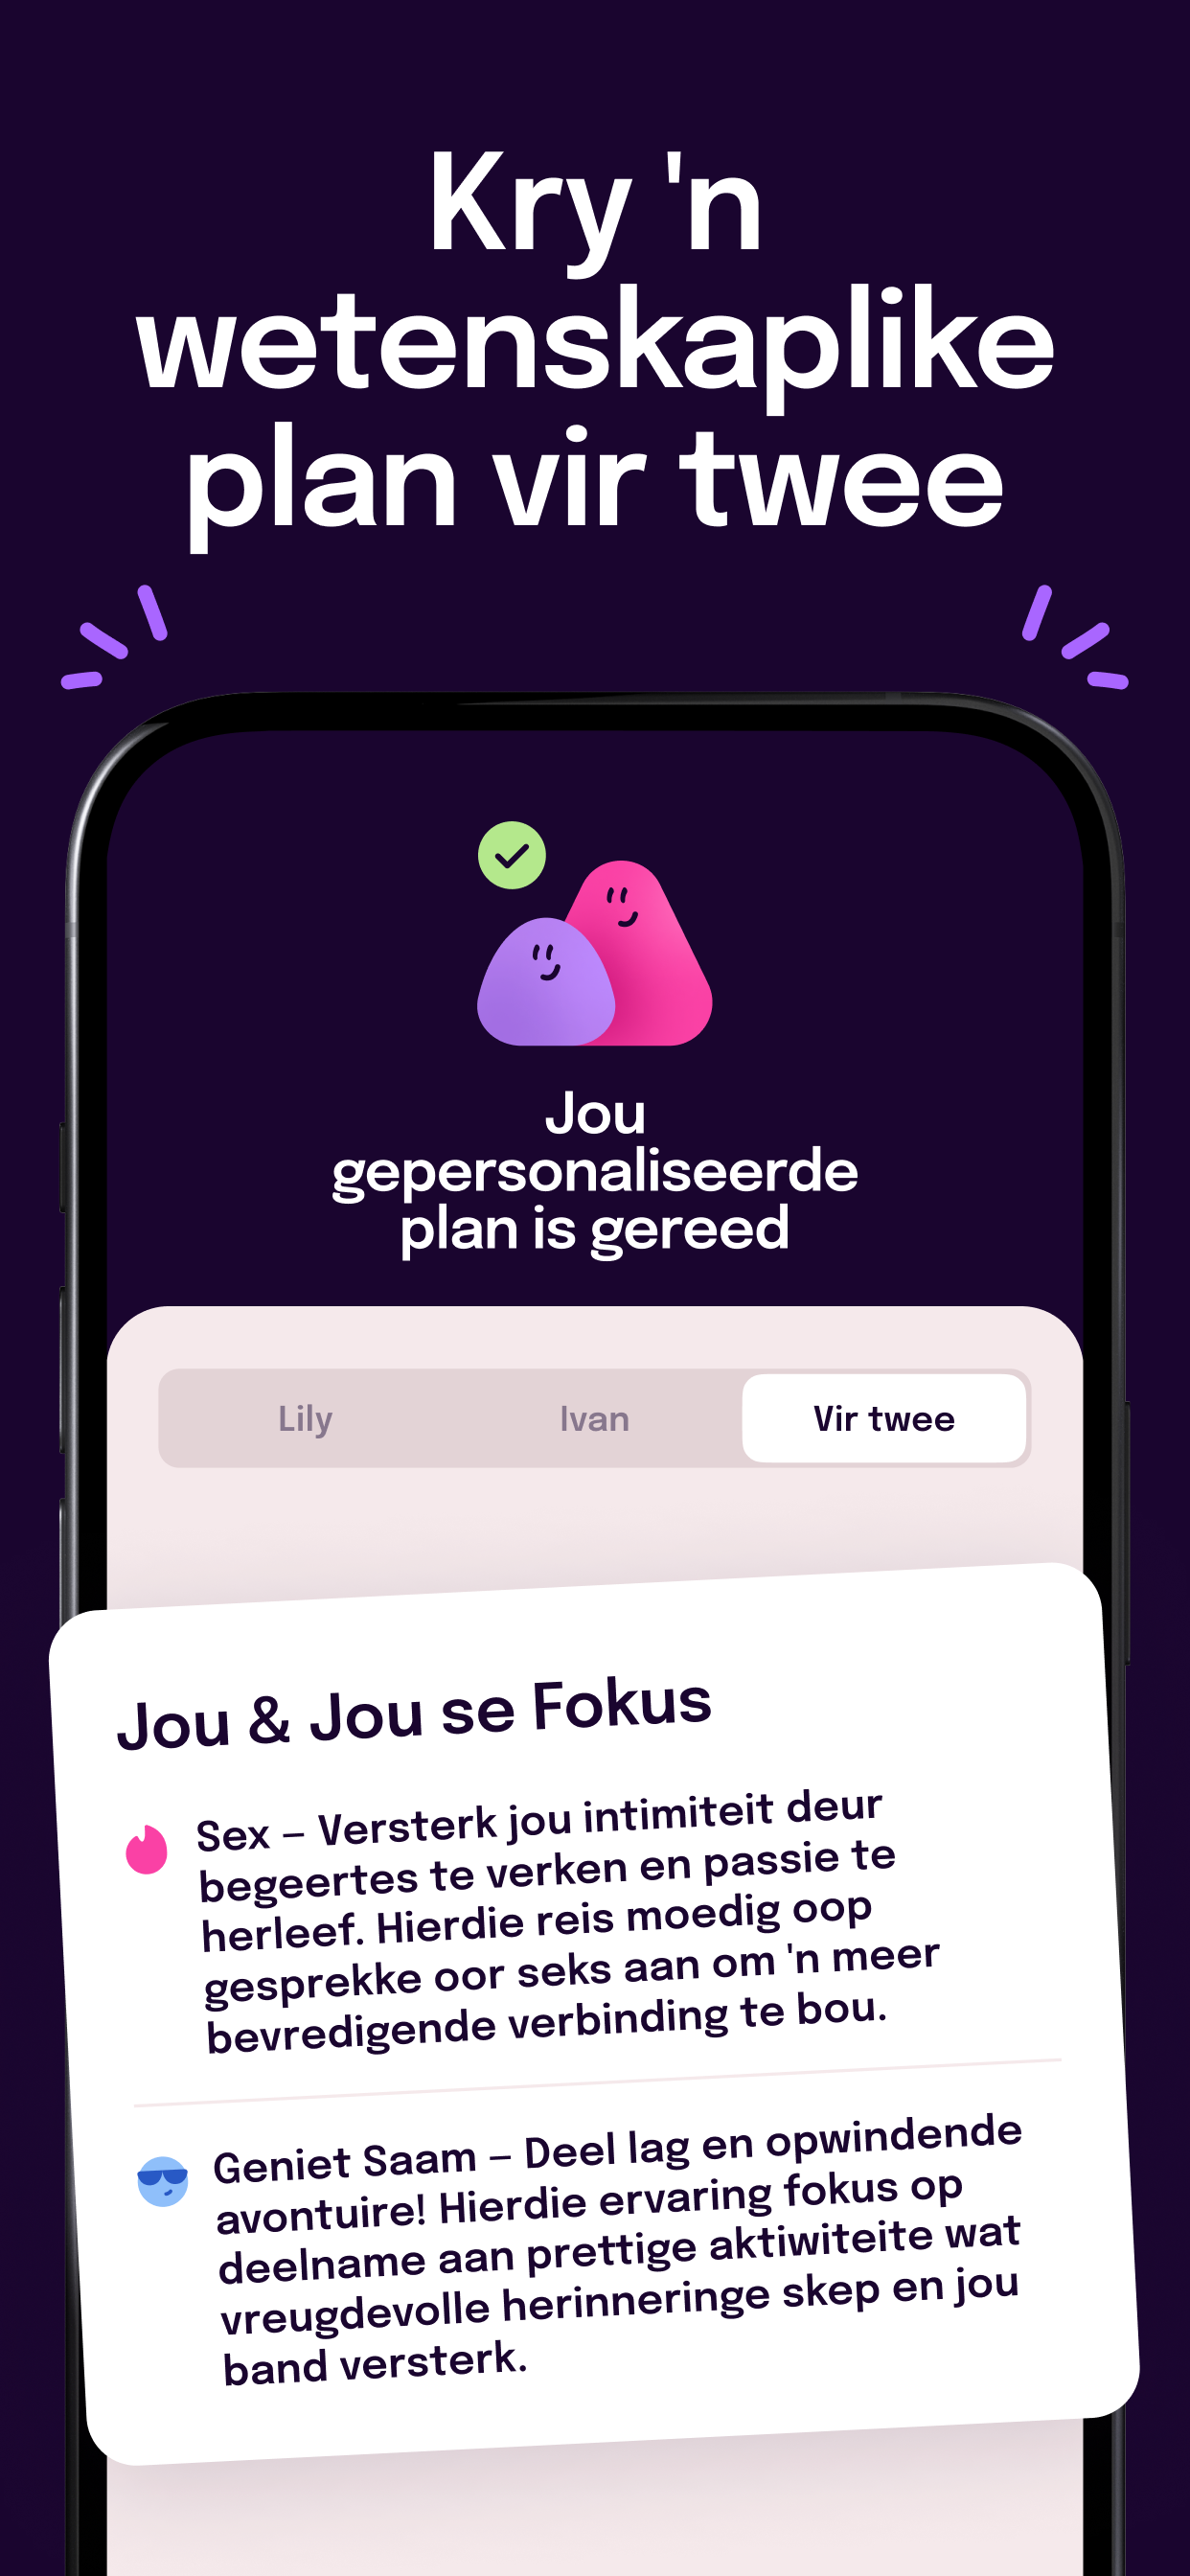 Kry 'n
wetenskaplike
plan vir twee
Jou
gepersonaliseerde
plan is gereed
Lily
Ivan
Vir twee
Jou & Jou se Fokus
Sex – Versterk jou intimiteit deur
begeertes te verken en passie te
herleef. Hierdie reis moedig oop
gesprekke oor seks aan om 'n meer
bevredigende verbinding te bou.
Geniet Saam – Deel lag en opwindende
avontuire! Hierdie ervaring fokus op
deelname aan prettige aktiwiteite wat
vreugdevolle herinneringe skep en jou
band versterk.